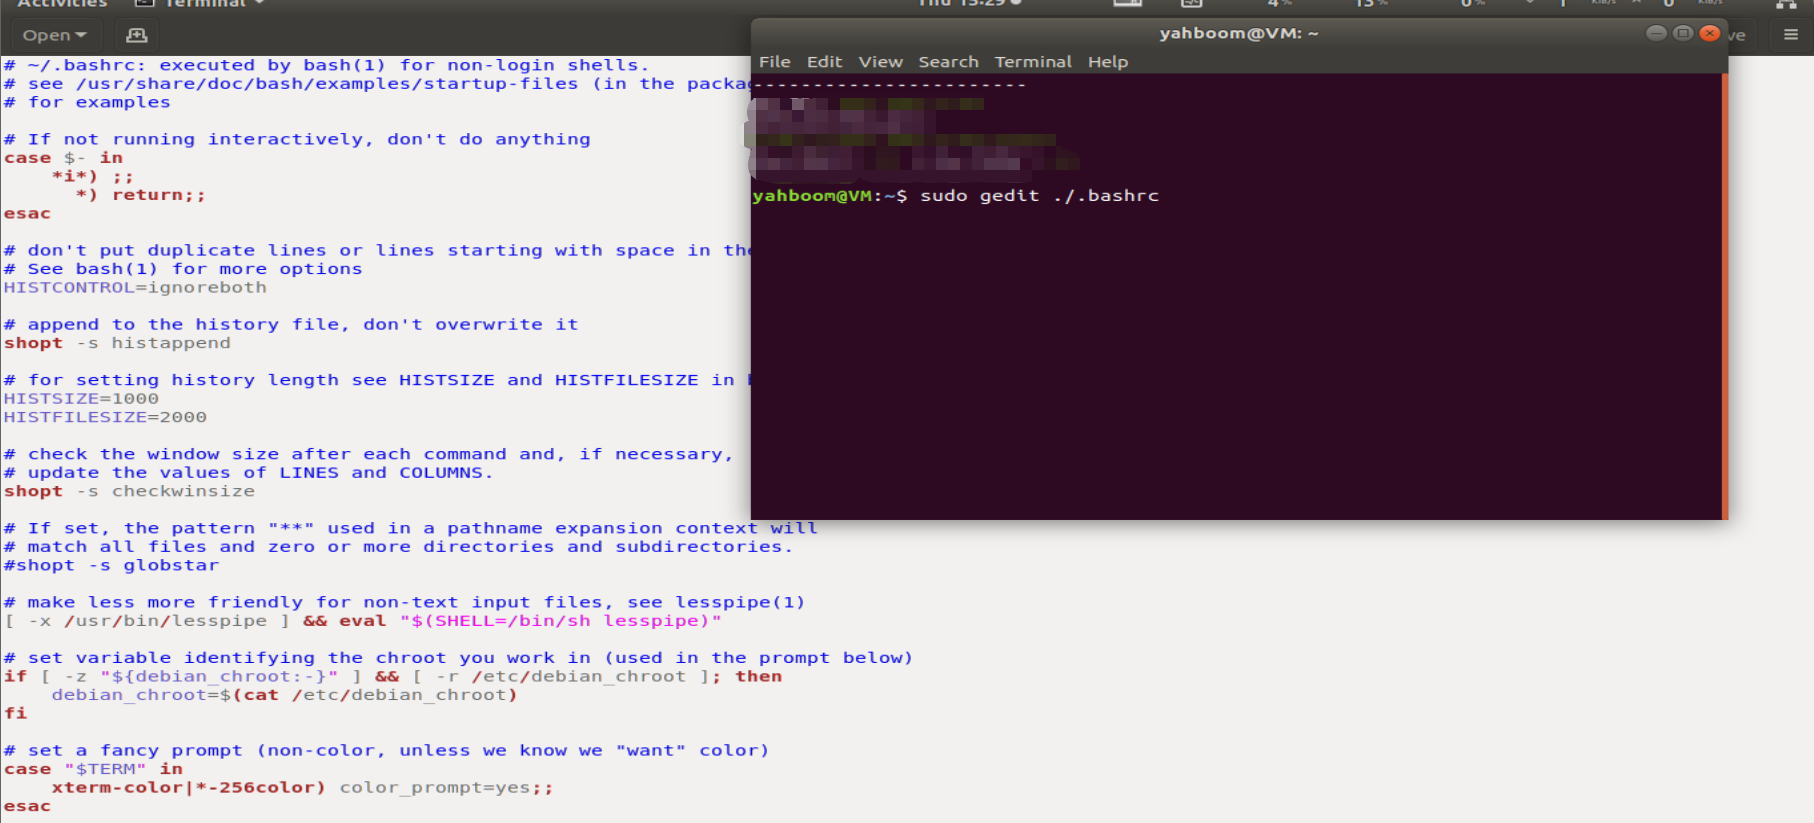 Activities
Terminal
Thu 13:29
4%
13%
0%
1
KiB/s
0
KiB/s
Open
yahboom@VM: ~
File Edit View Search Terminal Help
-----------------------
yahboom@VM:~$ sudo gedit ./.bashrc
# ~/.bashrc: executed by bash(1) for non-login shells.
# see /usr/share/doc/bash/examples/startup-files (in the packag
# for examples
# If not running interactively, don't do anything
case $- in
    *i*) ;;
      *) return;;
esac
# don't put duplicate lines or lines starting with space in the
# See bash(1) for more options
HISTCONTROL=ignoreboth
# append to the history file, don't overwrite it
shopt -s histappend
# for setting history length see HISTSIZE and HISTFILESIZE in
HISTSIZE=1000
HISTFILESIZE=2000
# check the window size after each command and, if necessary,
# update the values of LINES and COLUMNS.
shopt -s checkwinsize
# If set, the pattern "**" used in a pathname expansion context will
# match all files and zero or more directories and subdirectories.
#shopt -s globstar
# make less more friendly for non-text input files, see lesspipe(1)
[ -x /usr/bin/lesspipe ] && eval "$(SHELL=/bin/sh lesspipe)"
# set variable identifying the chroot you work in (used in the prompt below)
if [ -z "${debian_chroot:-}" ] && [ -r /etc/debian_chroot ]; then
    debian_chroot=$(cat /etc/debian_chroot)
fi
# set a fancy prompt (non-color, unless we know we "want" color)
case "$TERM" in
    xterm-color|*-256color) color_prompt=yes;;
esac